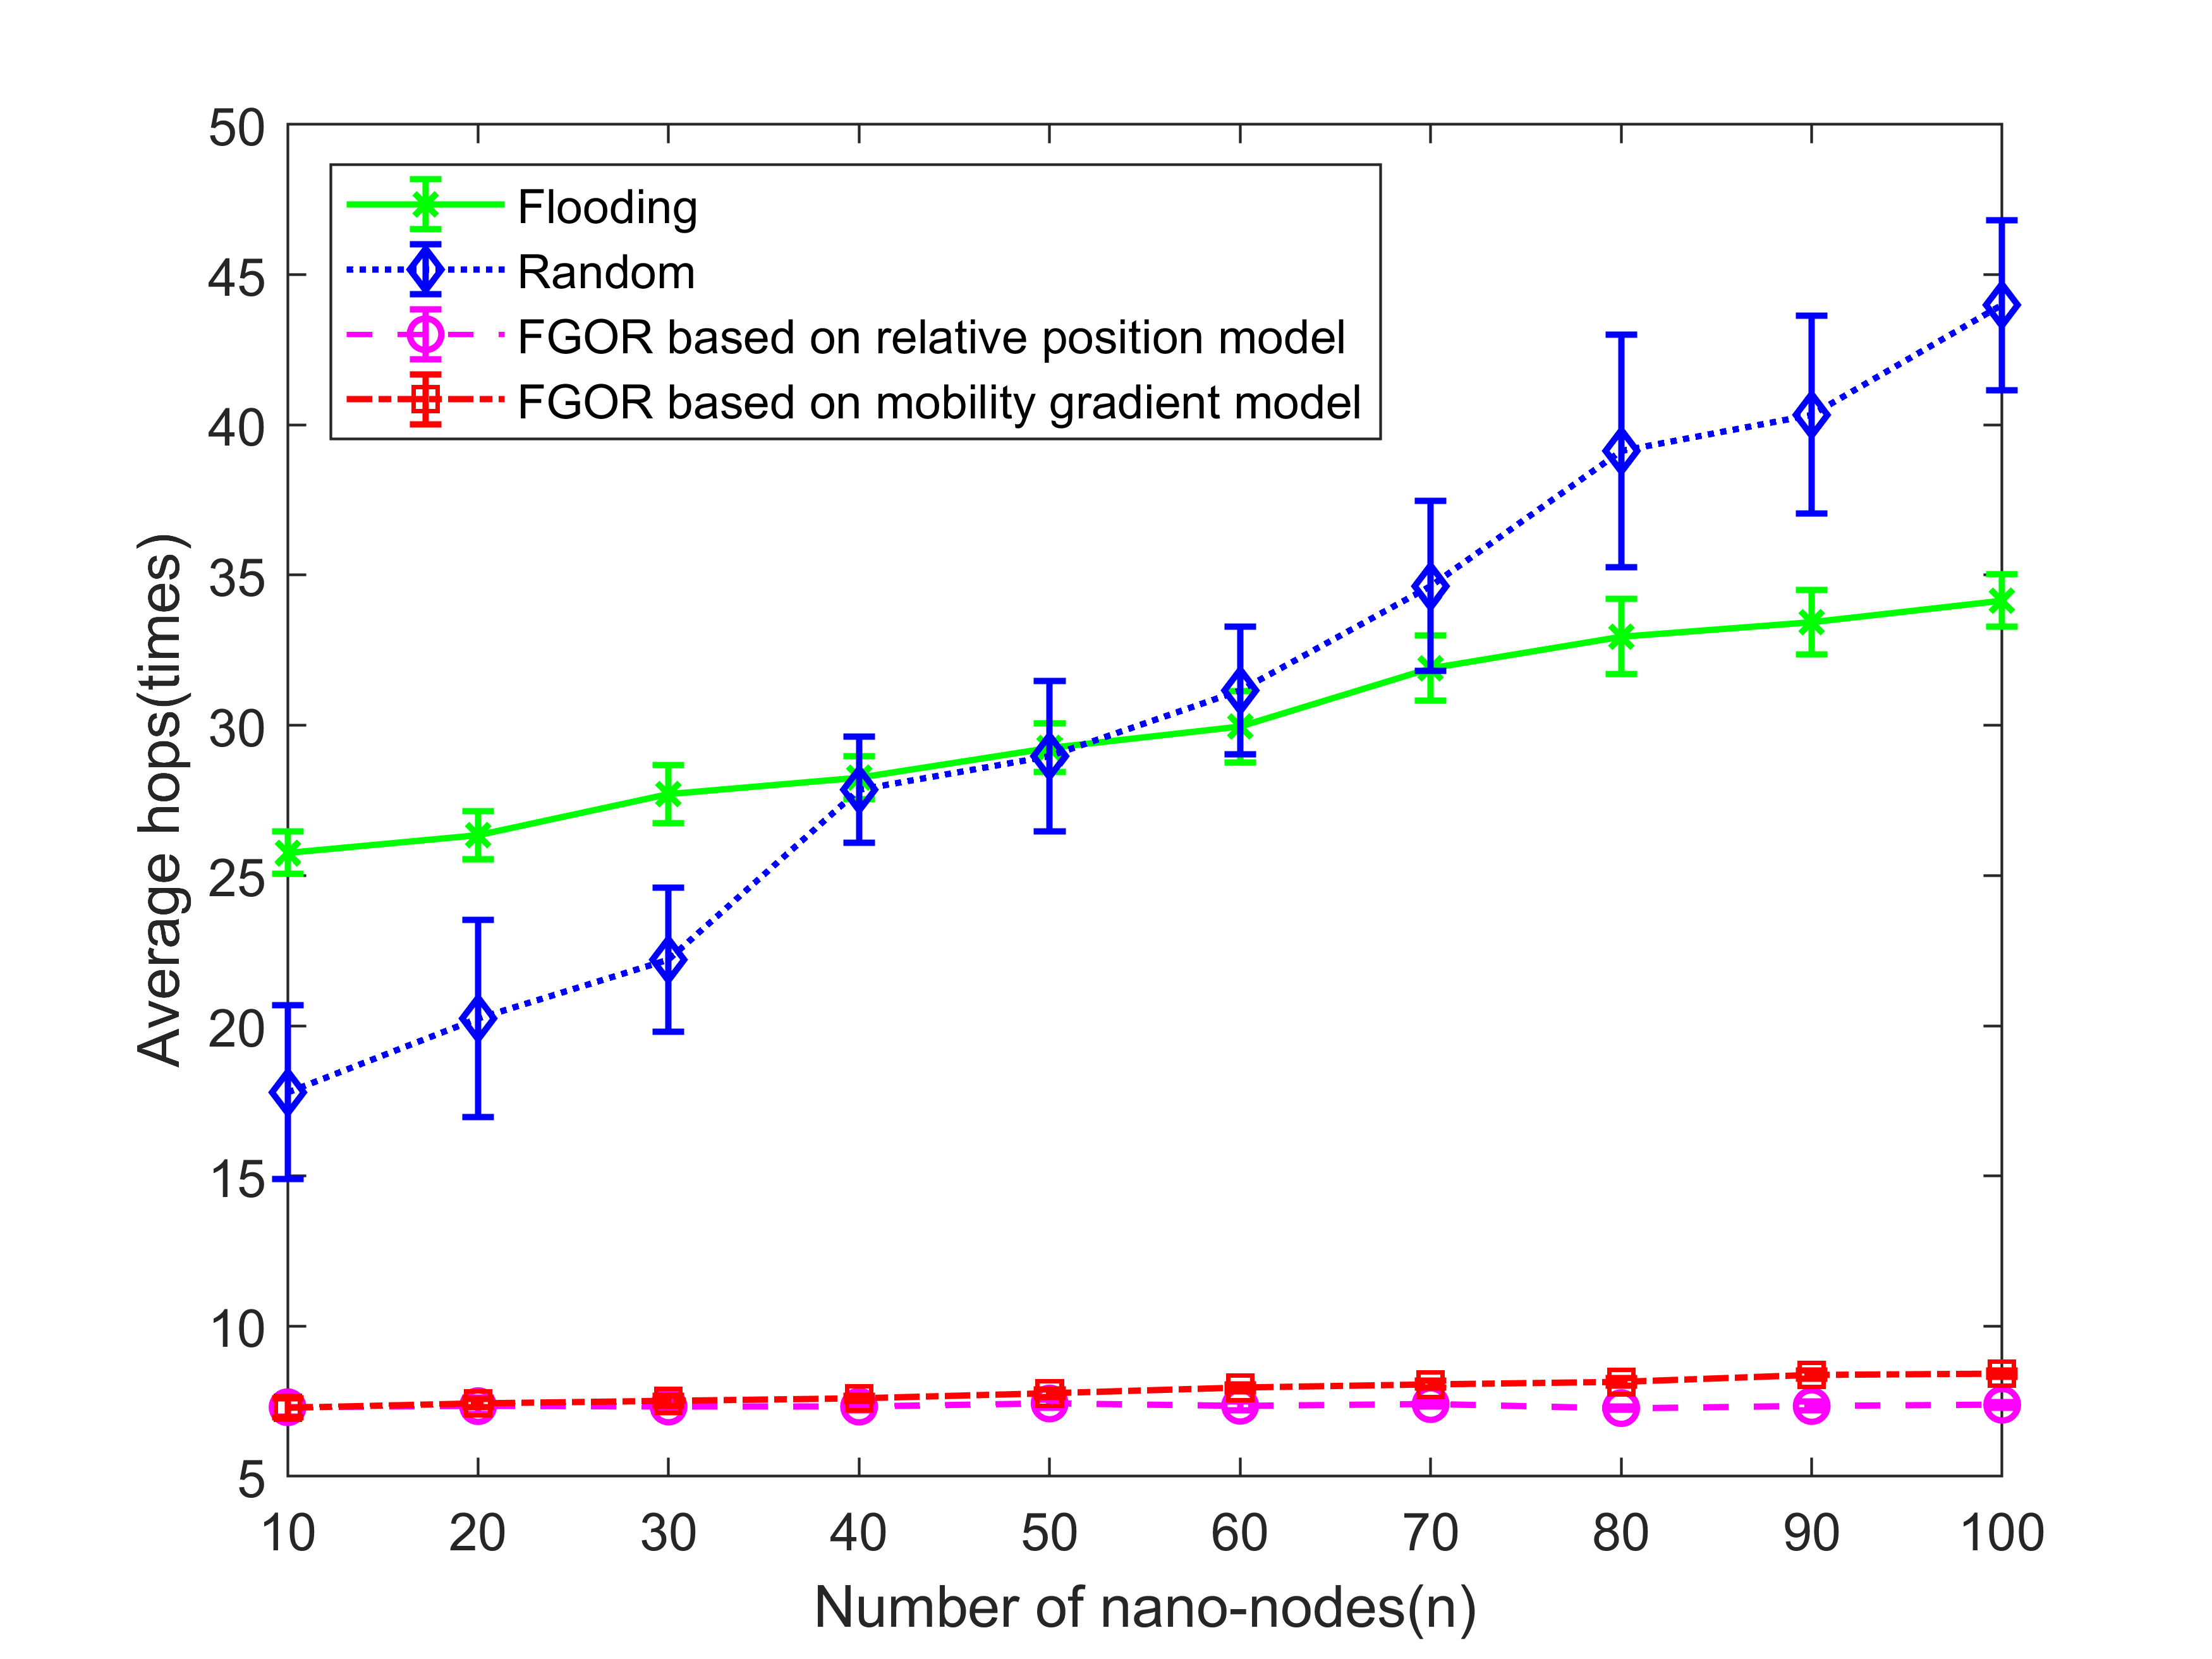 50
45
40
35
30
25
20
15
10
5
Average hops(times)
Flooding
Random
FGOR based on relative position model
FGOR based on mobility gradient model
10 20 30 40 50 60 70 80 90 100
Number of nano-nodes(n)